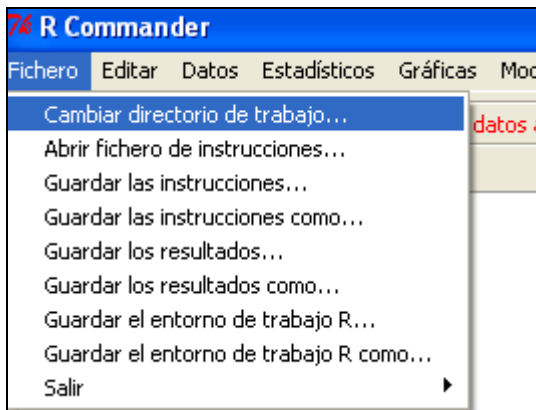 R Commander
Fichero Editar Datos Estadísticos Gráficas
Cambiar directorio de trabajo...
datos
Abrir fichero de instrucciones...
Guardar las instrucciones...
Guardar las instrucciones como...
Guardar los resultados...
Guardar los resultados como...
Guardar el entorno de trabajo R...
Guardar el entorno de trabajo R como...
Salir